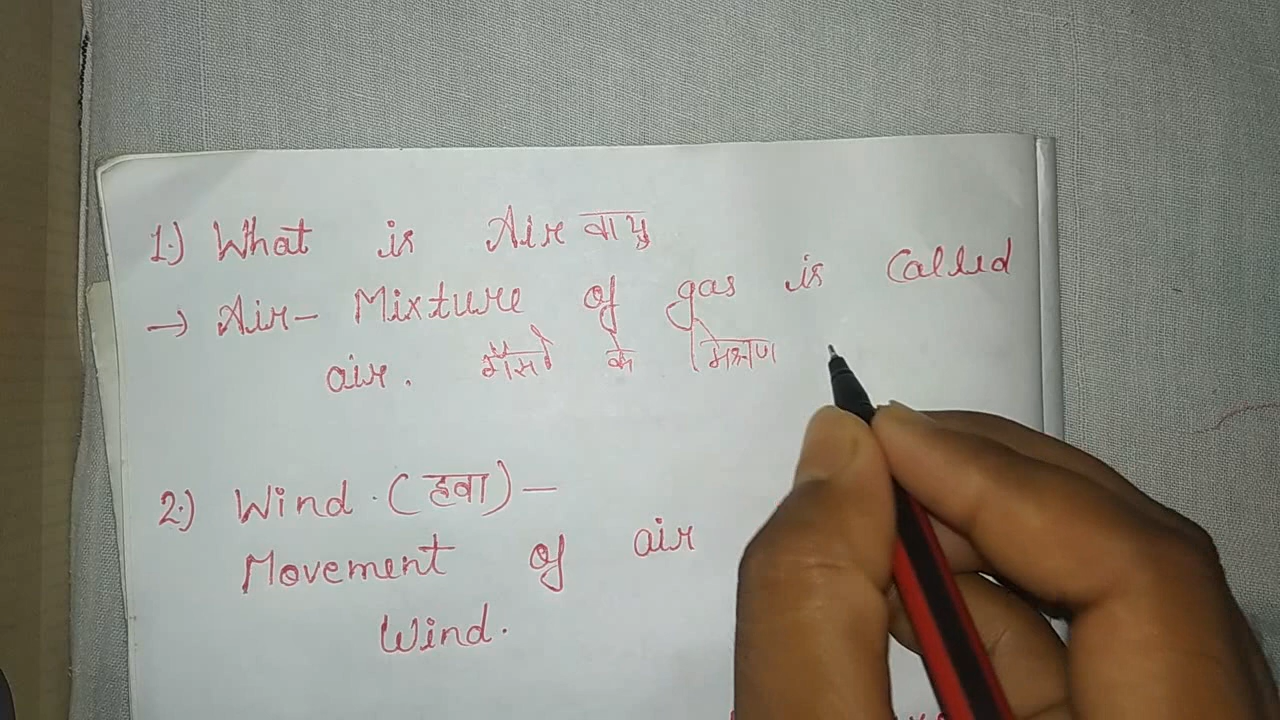 1.) What is Air वायु
→ Air- Mixture of gas is called
air. गैसों के मिश्रण
2.) Wind. (हवा) -
Movement of air
Wind.